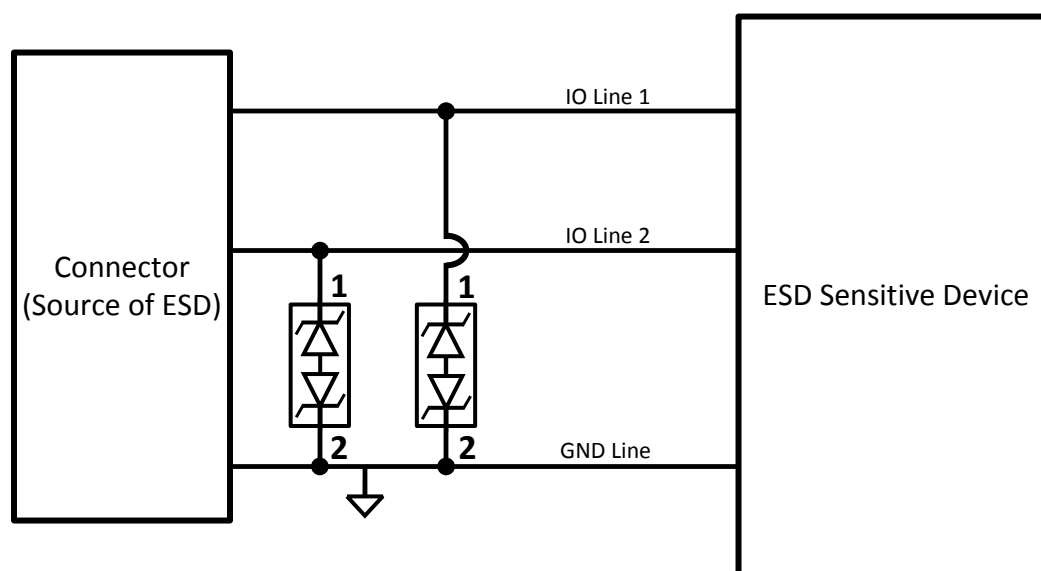 IO Line 1
IO Line 2
Connector
(Source of ESD)
1
1
ESD Sensitive Device
2
2
GND Line